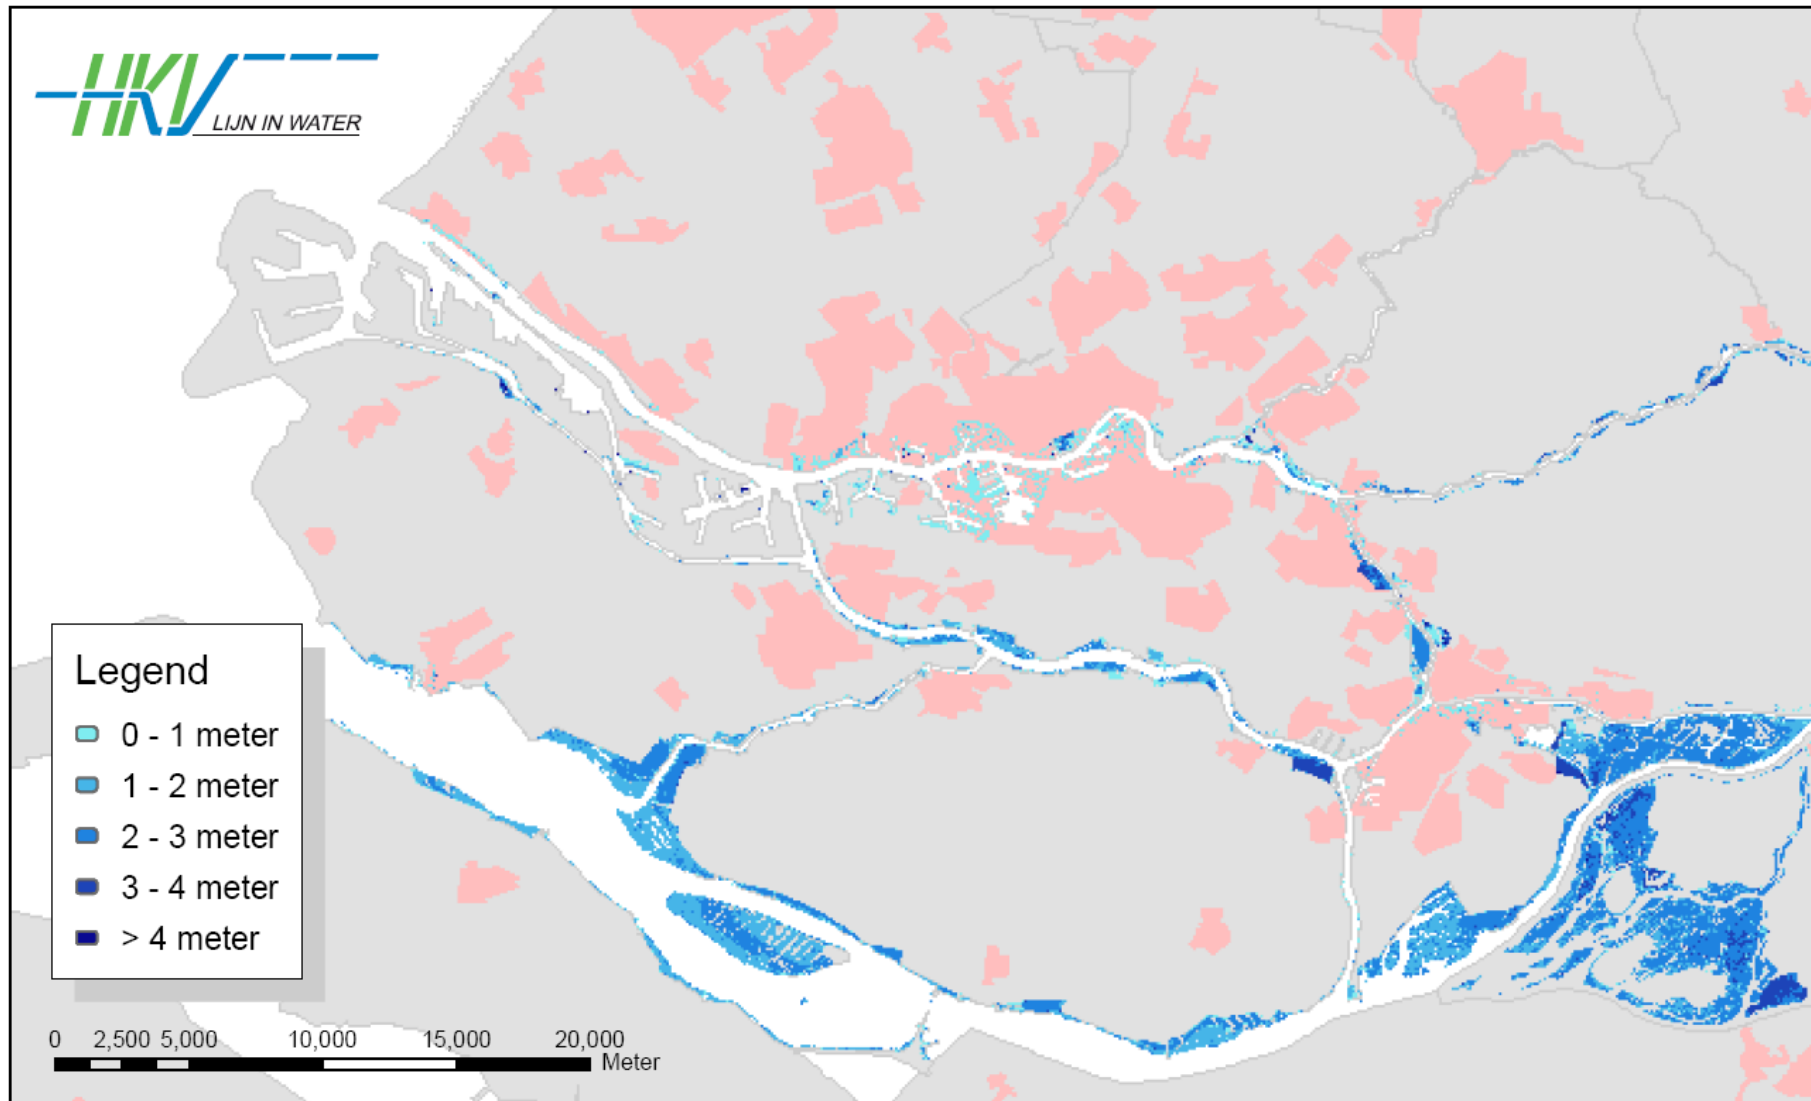 HKV
LIJN IN WATER
Legend
0 - 1 meter
1 - 2 meter
2 - 3 meter
3 - 4 meter
> 4 meter
0 2,500 5,000 10,000 15,000 20,000
Meter